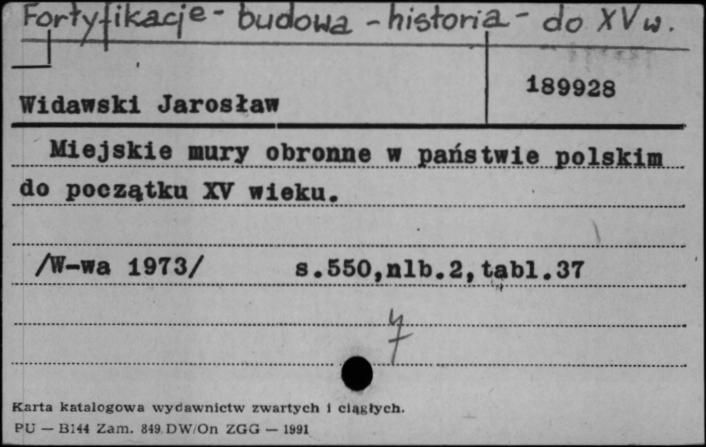 Fortyfikacje - budowa - historia - do XV w.
189928
Widawski Jarosław
Miejskie mury obronne w państwie polskim
do początku XV wieku.
/W-wa 1973/ s.550,nlb.2,tabl.37
Karta katalogowa wydawnictw zwartych i ciągłych.
PU — B144 Zam. 849 DW/On ZGG — 1991